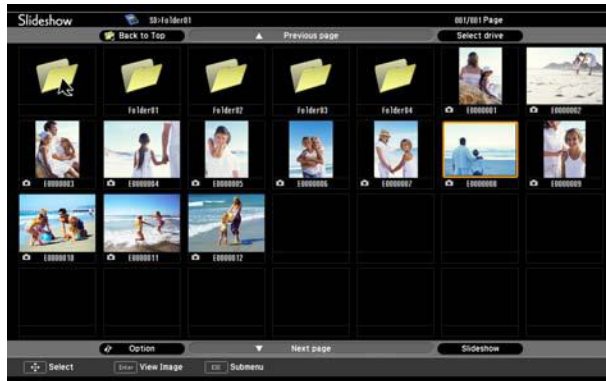 Slideshow SD>Folder01 001/001 Page
Back to Top Previous page Select drive
Folder01 Folder02 Folder03 Folder04 E0000001 E0000002
E0000003 E0000004 E0000005 E0000006 E0000007 E0000008 E0000009
E0000010 E0000011 E0000012
Option Next page Slideshow
Select Enter View Image ESC Submenu